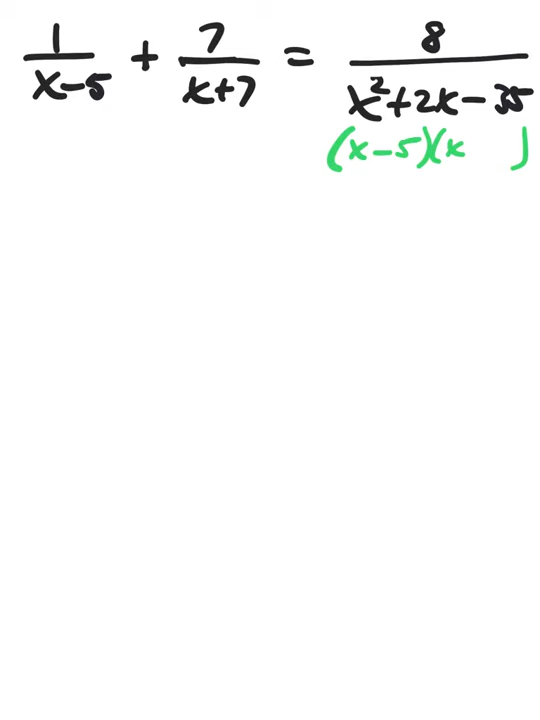 1/(x-5) + 7/(x+7) = 8/(x²+2x-35)
(x-5)(x )